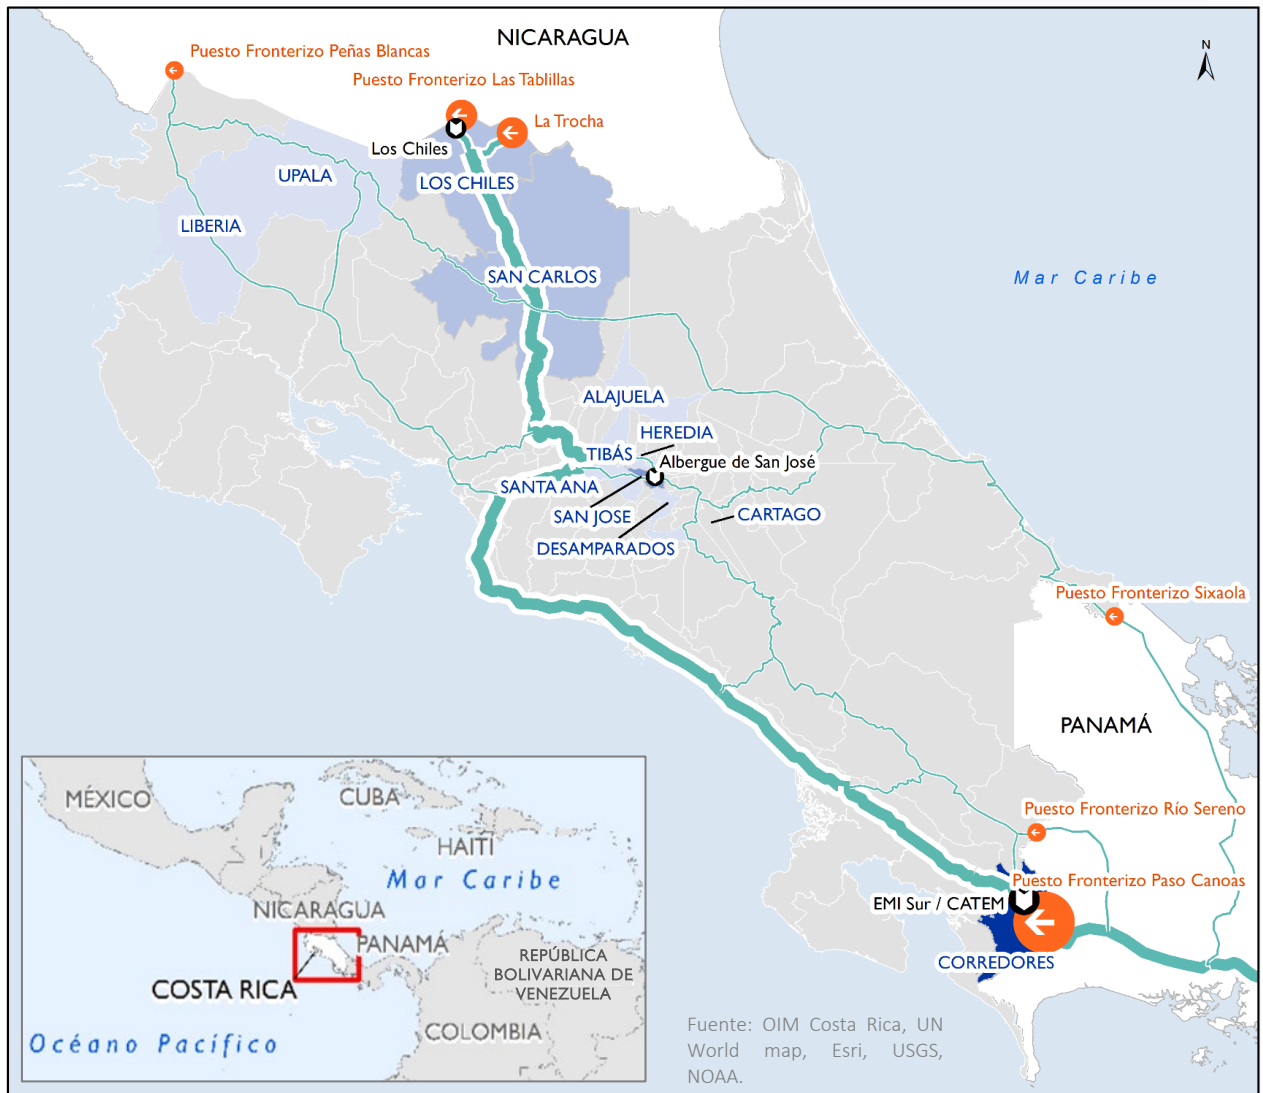 NICARAGUA
Puesto Fronterizo Peñas Blancas
Puesto Fronterizo Las Tablillas
La Trocha
N
Los Chiles
UPALA
LOS CHILES
LIBERIA
SAN CARLOS
Mar Caribe
ALAJUELA
HEREDIA
TIBÁS
Albergue de San José
SANTA ANA
SAN JOSE
CARTAGO
DESAMPARADOS
Puesto Fronterizo Sixaola
PANAMÁ
Puesto Fronterizo Río Sereno
Puesto Fronterizo Paso Canoas
EMI Sur / CATEM
CORREDORES
MÉXICO
CUBA
HAITÍ
Mar Caribe
NICARAGUA
PANAMÁ
REPÚBLICA
BOLIVARIANA DE
VENEZUELA
COSTA RICA
COLOMBIA
Océano Pacífico
Fuente: OIM Costa Rica, UN
World map, Esri, USGS,
NOAA.